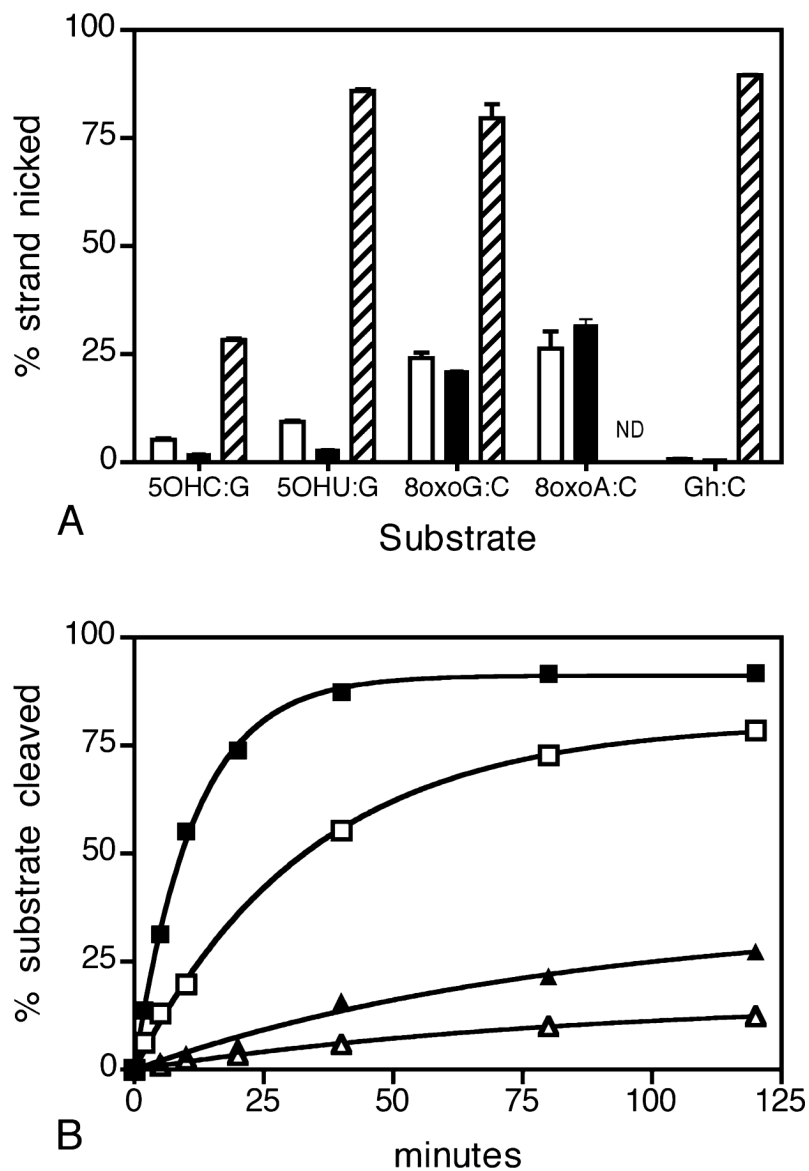 100
75
50
25
0
% strand nicked
ND
5OHC:G 5OHU:G 8oxoG:C 8oxoA:C Gh:C
A
Substrate
100
75
50
25
0
% substrate cleaved
0 25 50 75 100 125
B
minutes